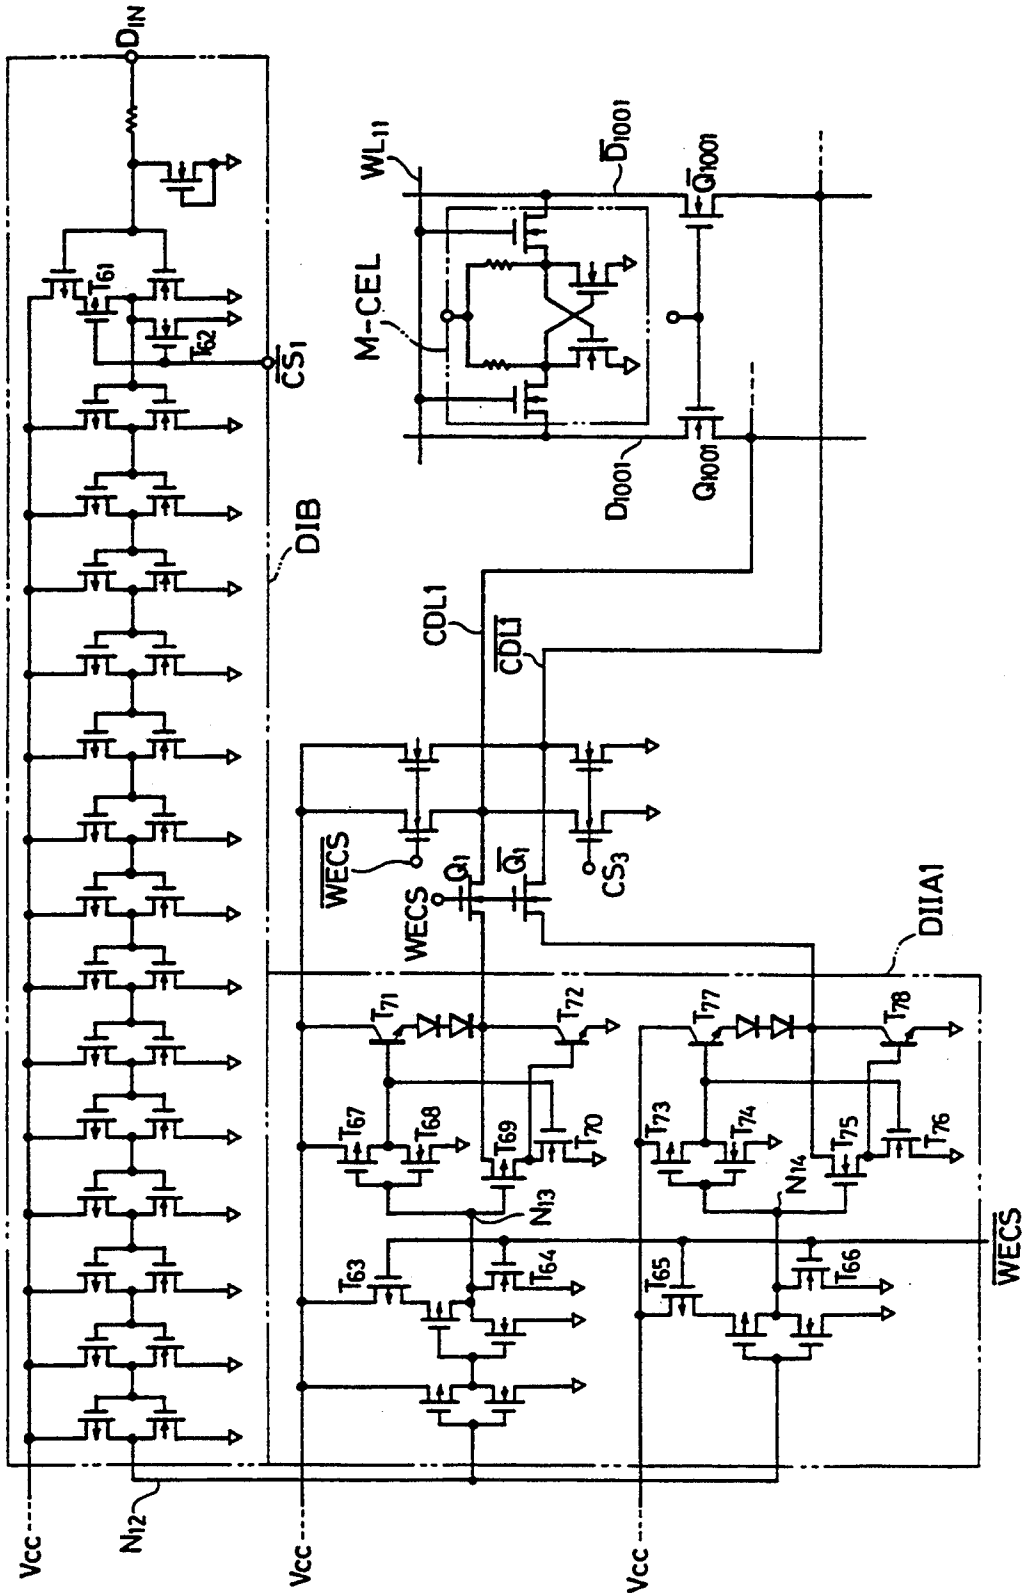 Vcc
T61
DIN
N12
T62
C̅S̅1
Vcc
DIB
W̅E̅C̅S̅
T63
T67
T71
M-CEL
WL11
WECS
T68
CDL1
Q1
T69
C̅D̅L̅1̅
Q̅1
N13
T64
T72
T70
CS3
D1001
D̅1001
Vcc
T65
T73
T77
Q1001
Q̅1001
T74
N14
T75
T66
T78
DIIA1
T76
W̅E̅C̅S̅